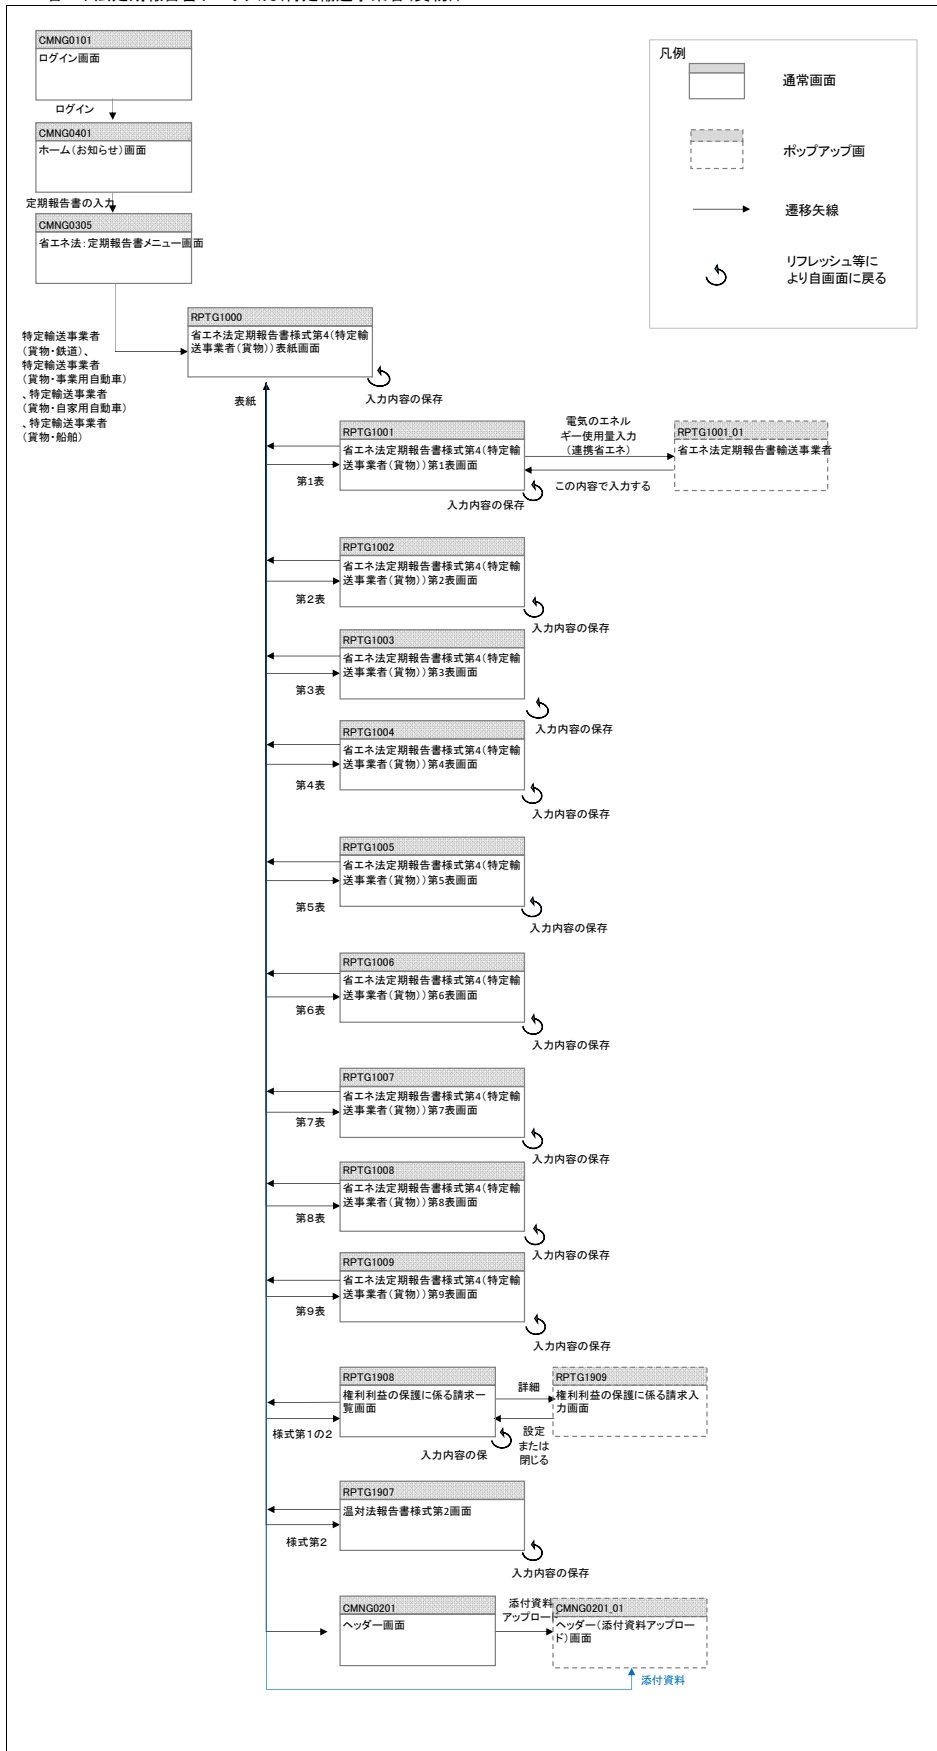 CMNG0101
ログイン画面
ログイン
CMNG0401
ホーム(お知らせ)画面
定期報告書の入力
CMNG0305
省エネ法:定期報告書メニュー画面
凡例
通常画面
ポップアップ画
遷移矢線
リフレッシュ等に
より自画面に戻る
特定輸送事業者
(貨物・鉄道)、
特定輸送事業者
(貨物・事業用自動車)
、特定輸送事業者
(貨物・自家用自動車)
、特定輸送事業者
(貨物・船舶)
RPTG1000
省エネ法定期報告書様式第4(特定輸
送事業者(貨物))表紙画面
入力内容の保存
表紙
RPTG1001
省エネ法定期報告書様式第4(特定輸
送事業者(貨物))第1表画面
第1表
入力内容の保存
電気のエネル
ギー使用量入力
(連携省エネ)
この内容で入力する
RPTG1001_01
省エネ法定期報告書輸送事業者
RPTG1002
省エネ法定期報告書様式第4(特定輸
送事業者(貨物))第2表画面
第2表
入力内容の保存
RPTG1003
省エネ法定期報告書様式第4(特定輸
送事業者(貨物))第3表画面
第3表
入力内容の保存
RPTG1004
省エネ法定期報告書様式第4(特定輸
送事業者(貨物))第4表画面
第4表
入力内容の保存
RPTG1005
省エネ法定期報告書様式第4(特定輸
送事業者(貨物))第5表画面
第5表
入力内容の保存
RPTG1006
省エネ法定期報告書様式第4(特定輸
送事業者(貨物))第6表画面
第6表
入力内容の保存
RPTG1007
省エネ法定期報告書様式第4(特定輸
送事業者(貨物))第7表画面
第7表
入力内容の保存
RPTG1008
省エネ法定期報告書様式第4(特定輸
送事業者(貨物))第8表画面
第8表
入力内容の保存
RPTG1009
省エネ法定期報告書様式第4(特定輸
送事業者(貨物))第9表画面
第9表
入力内容の保存
RPTG1908
権利利益の保護に係る請求一
覧画面
様式第1の2
入力内容の保
詳細
設定
または
閉じる
RPTG1909
権利利益の保護に係る請求入
力画面
RPTG1907
温対法報告書様式第2画面
様式第2
入力内容の保存
CMNG0201
ヘッダー画面
添付資料
アップロード
CMNG0201_01
ヘッダー(添付資料アップロー
ド)画面
添付資料